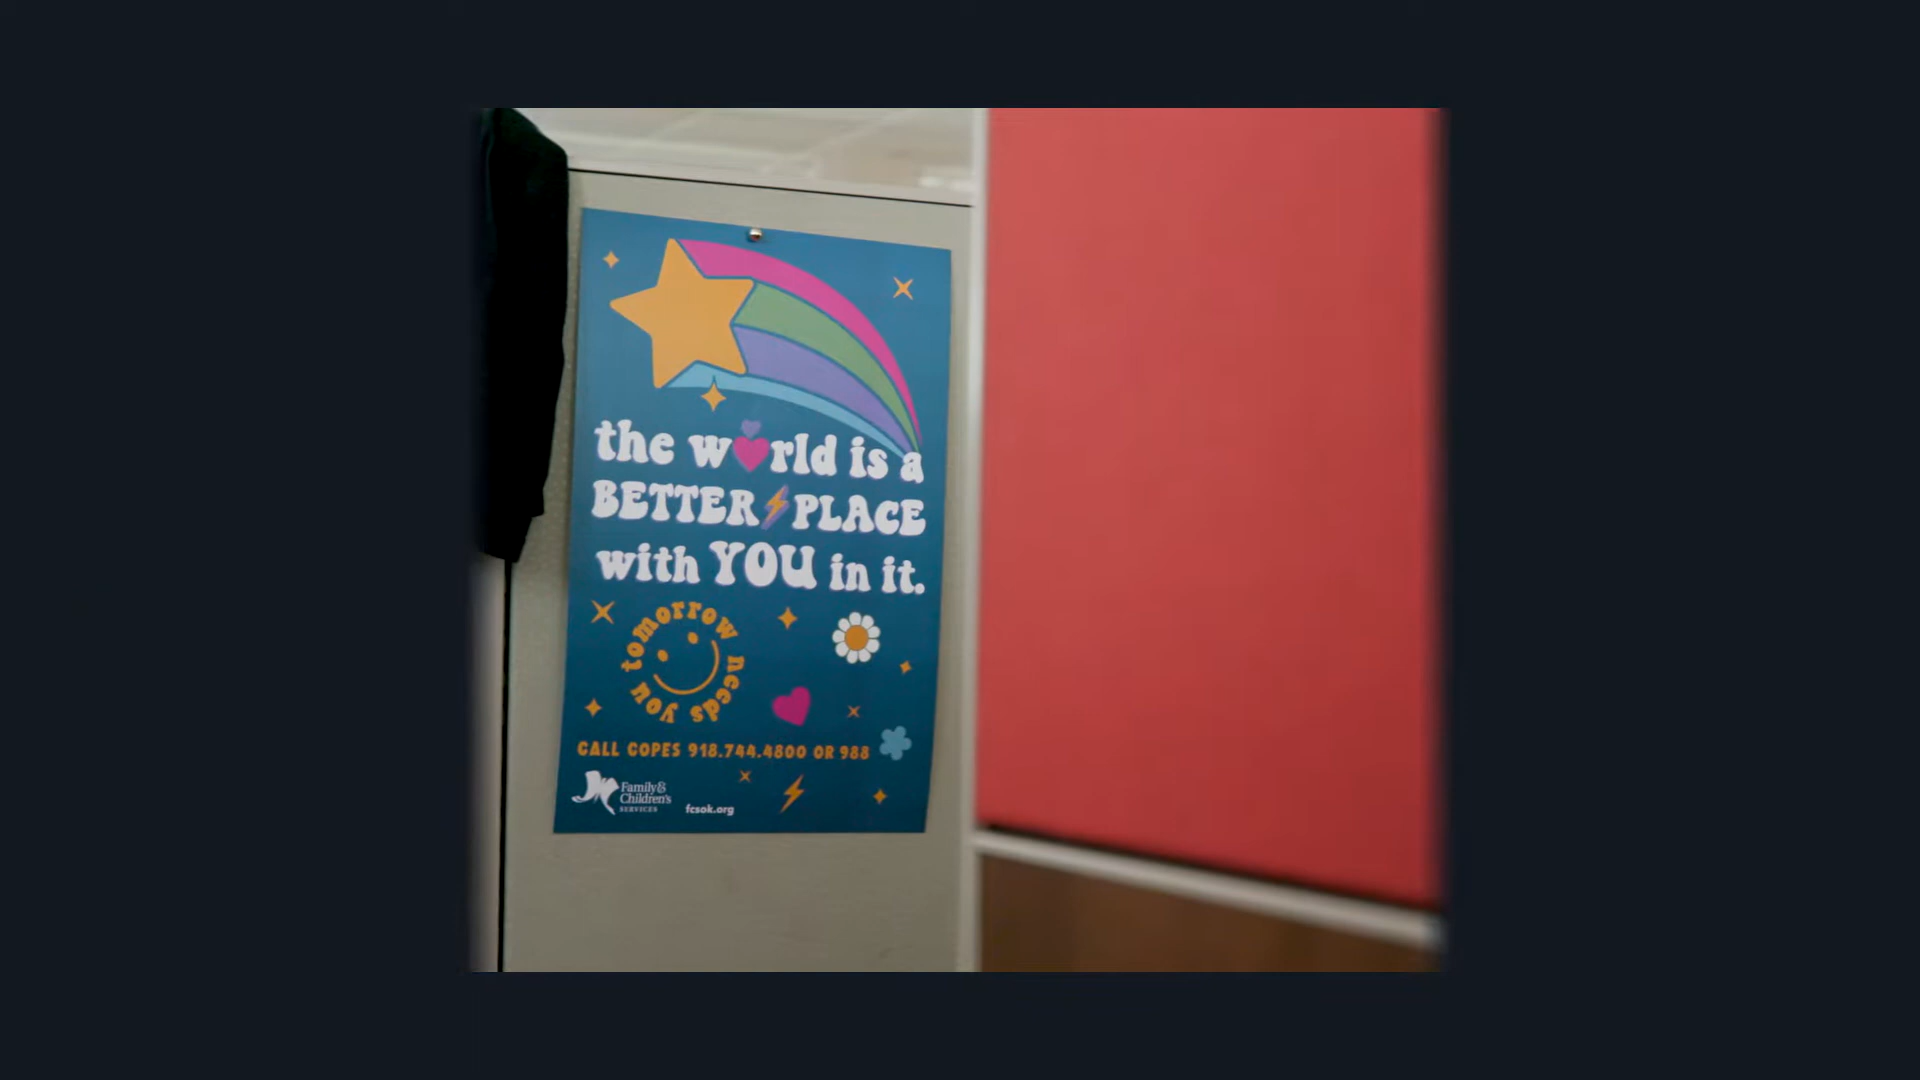 the world is a
BETTER PLACE
with YOU in it.
tomorrow needs you
CALL COPES 918.744.4800 OR 988
Family &
Children's
SERVICES
fcsok.org